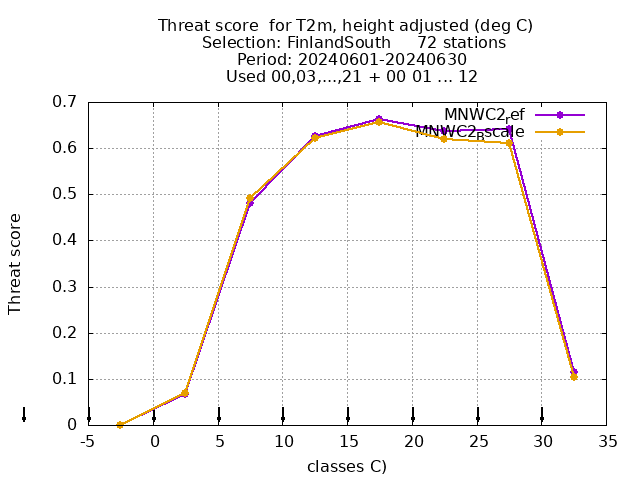 Threat score for T2m, height adjusted (deg C)
Selection: FinlandSouth 72 stations
Period: 20240601-20240630
Used 00,03,...,21 + 00 01 ... 12
MNWC2_ref
MNWC2_Rscale
0.7
0.6
0.5
0.4
0.3
0.2
0.1
0
Threat score
-5 0 5 10 15 20 25 30 35
classes C)